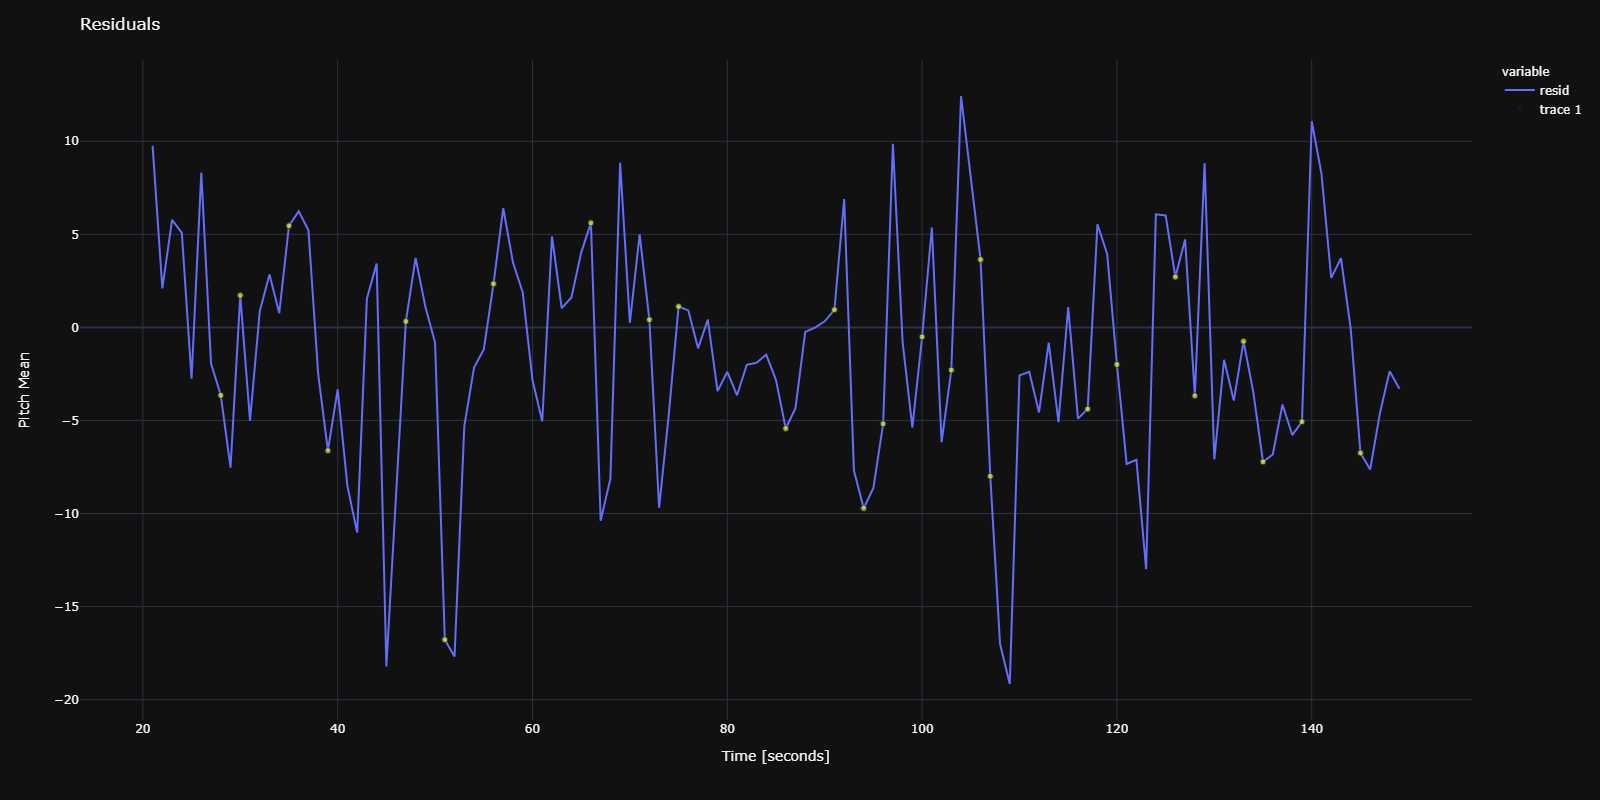 Residuals
variable
resid
trace 1
10
5
0
−5
−10
−15
−20
Pitch Mean
20 40 60 80 100 120 140
Time [seconds]